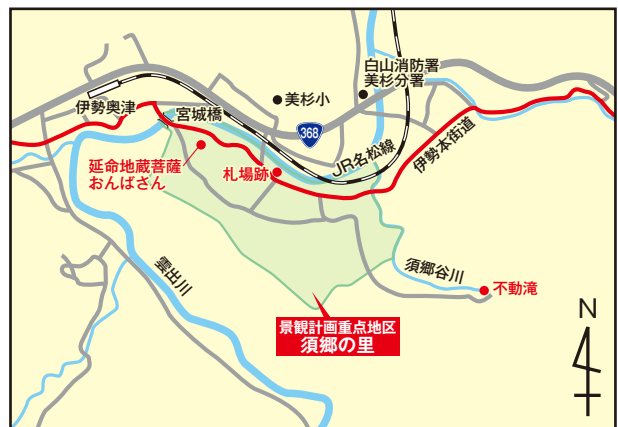 白山消防署
美杉分署
伊勢奥津
宮城橋
美杉小
368
延命地蔵菩薩
おんばさん
札場跡
JR名松線
伊勢本街道
雲出川
須郷谷川
不動滝
景観計画重点地区
須郷の里
N